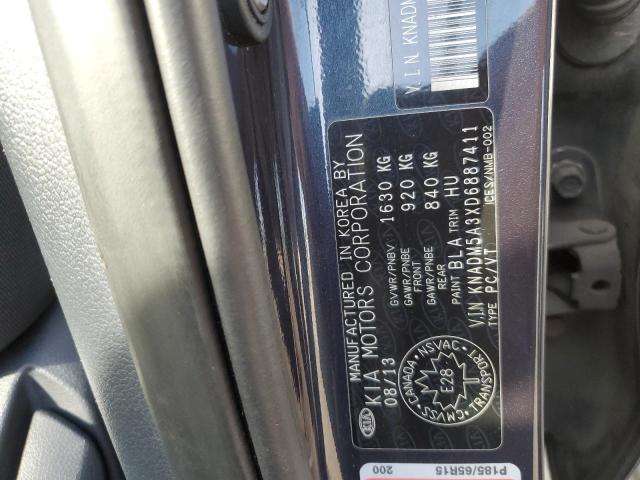 V.I.N. KNADM
MANUFACTURED IN KOREA BY
KIA MOTORS CORPORATION
08/13
GVWR/PNBV 1630 KG
GAWR/PNBE FRONT 920 KG
GAWR/PNBE REAR 840 KG
PAINT BLA TRIM HU
V.I.N KNADM5A3XD6887411
TYPE PC/VT ICES/NMB-002
KIA
CANADA
NSVAC
CMVSS
TRANSPORT
E28
P185/65R15
200